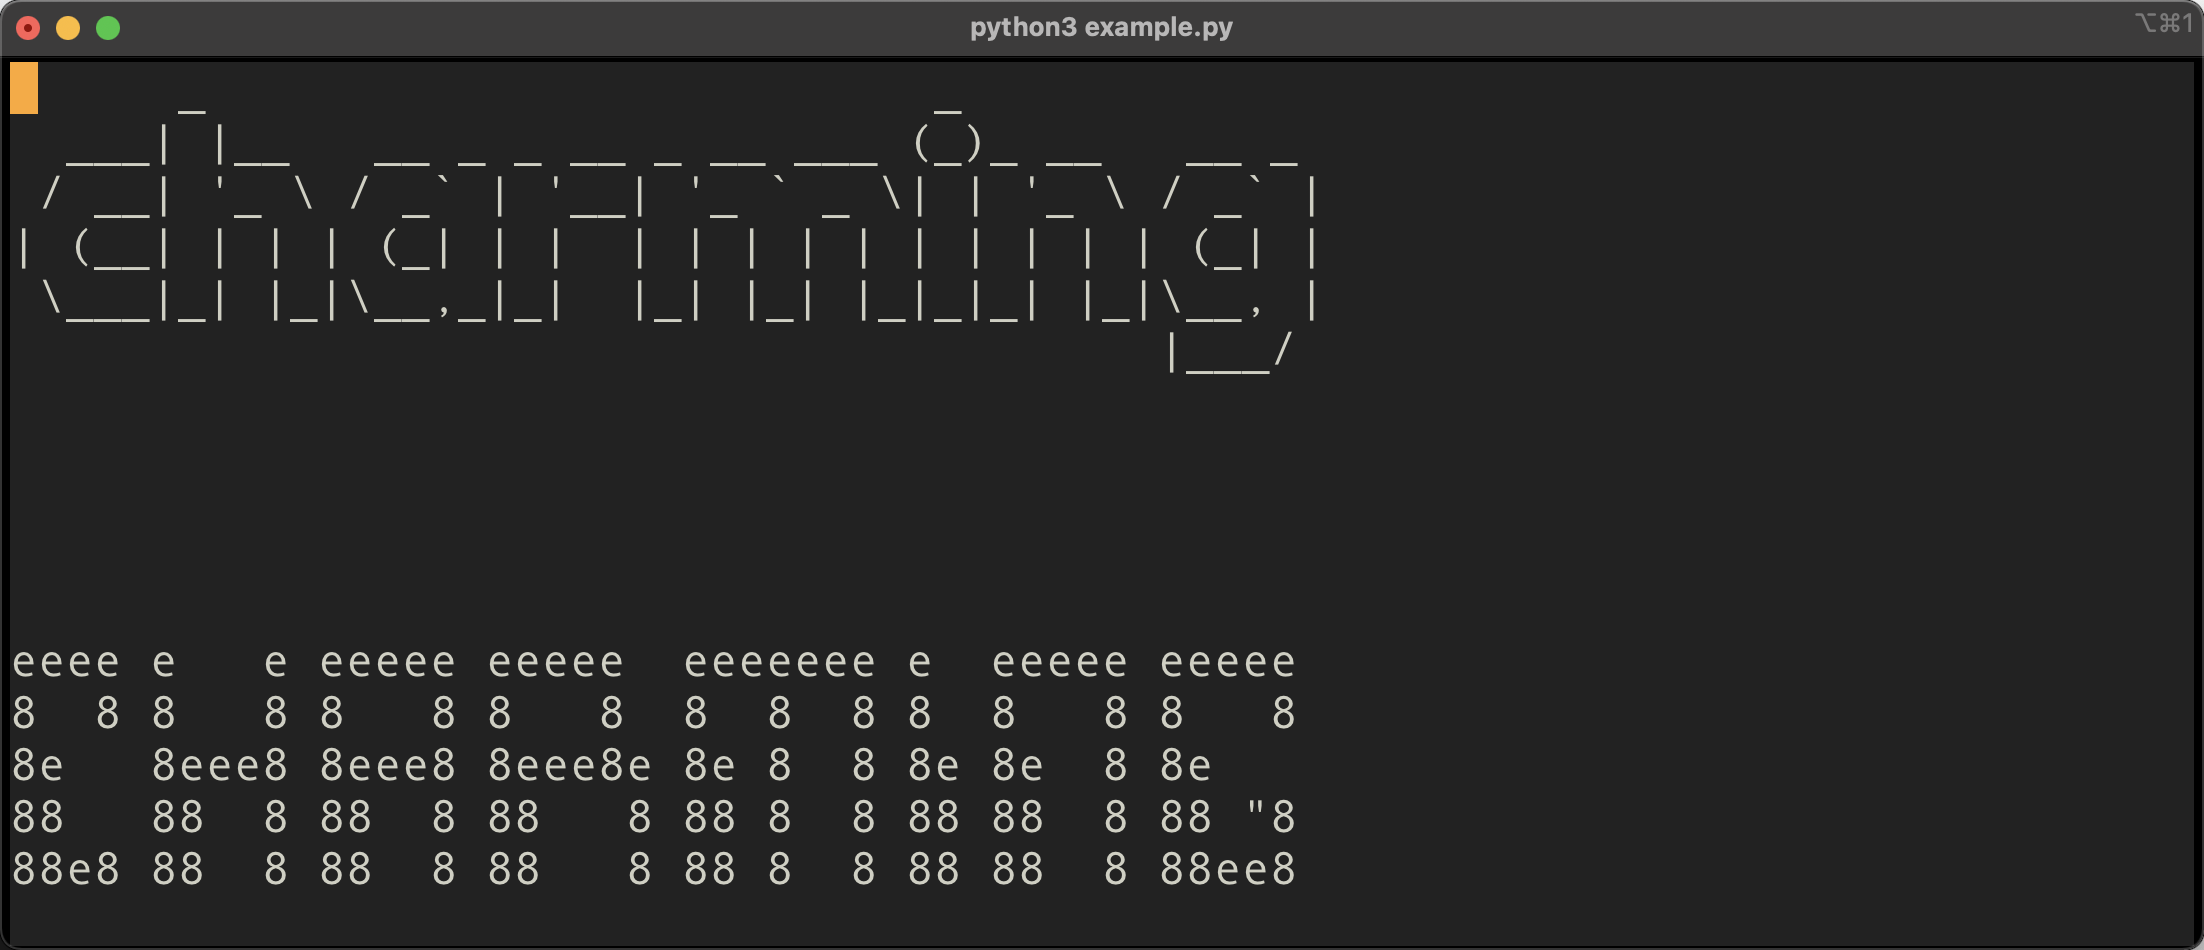 python3 example.py
⌥⌘1
      _                          _
  ___| |__   __ _ _ __ _ __ ___ (_)_ __   __ _
 / __| '_ \ / _` | '__| '_ ` _ \| | '_ \ / _` |
| (__| | | | (_| | |  | | | | | | | | | | (_| |
 \___|_| |_|\__,_|_|  |_| |_| |_|_|_| |_|\__, |
                                         |___/
eeee e   e eeeee eeeee  eeeeeee e  eeeee eeeee
8  8 8   8 8   8 8   8  8  8  8 8  8   8 8   8
8e   8eee8 8eee8 8eee8e 8e 8  8 8e 8e  8 8e
88   88  8 88  8 88   8 88 8  8 88 88  8 88 "8
88e8 88  8 88  8 88   8 88 8  8 88 88  8 88ee8